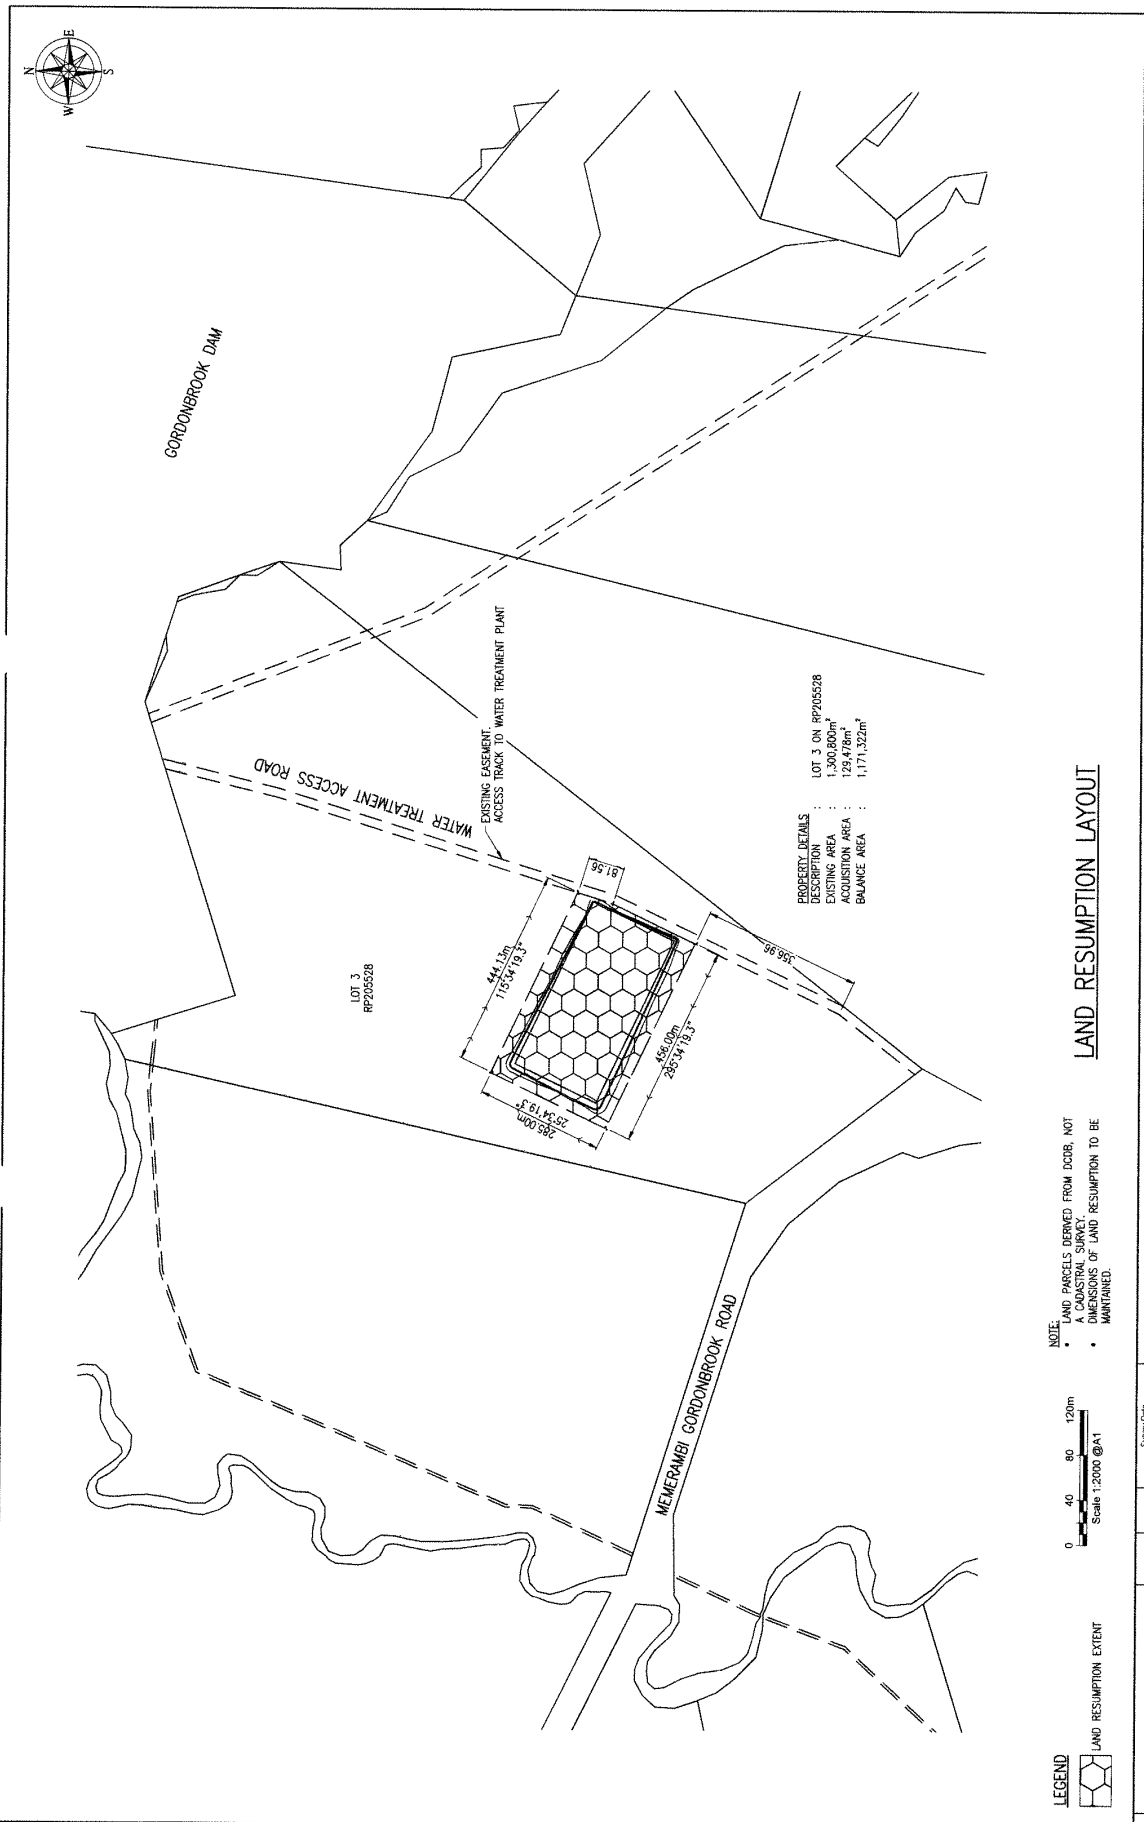 N
E
S
W
GORDONBROOK DAM
WATER TREATMENT ACCESS ROAD
EXISTING EASEMENT.
ACCESS TRACK TO WATER TREATMENT PLANT
LOT 3
RP205528
444.13m
115°34'19.3"
81.56
285.00m
25°34'19.3"
456.00m
295°34'19.3"
356.96
PROPERTY DETAILS
DESCRIPTION : LOT 3 ON RP205528
EXISTING AREA : 1,300,800m²
ACQUISITION AREA : 129,478m²
BALANCE AREA : 1,171,322m²
MEMERAMBI GORDONBROOK ROAD
LAND RESUMPTION LAYOUT
NOTE:
• LAND PARCELS DERIVED FROM DCDB, NOT
A CADASTRAL SURVEY.
• DIMENSIONS OF LAND RESUMPTION TO BE
MAINTAINED.
0 40 80 120m
Scale 1:2000 @A1
LEGEND
LAND RESUMPTION EXTENT